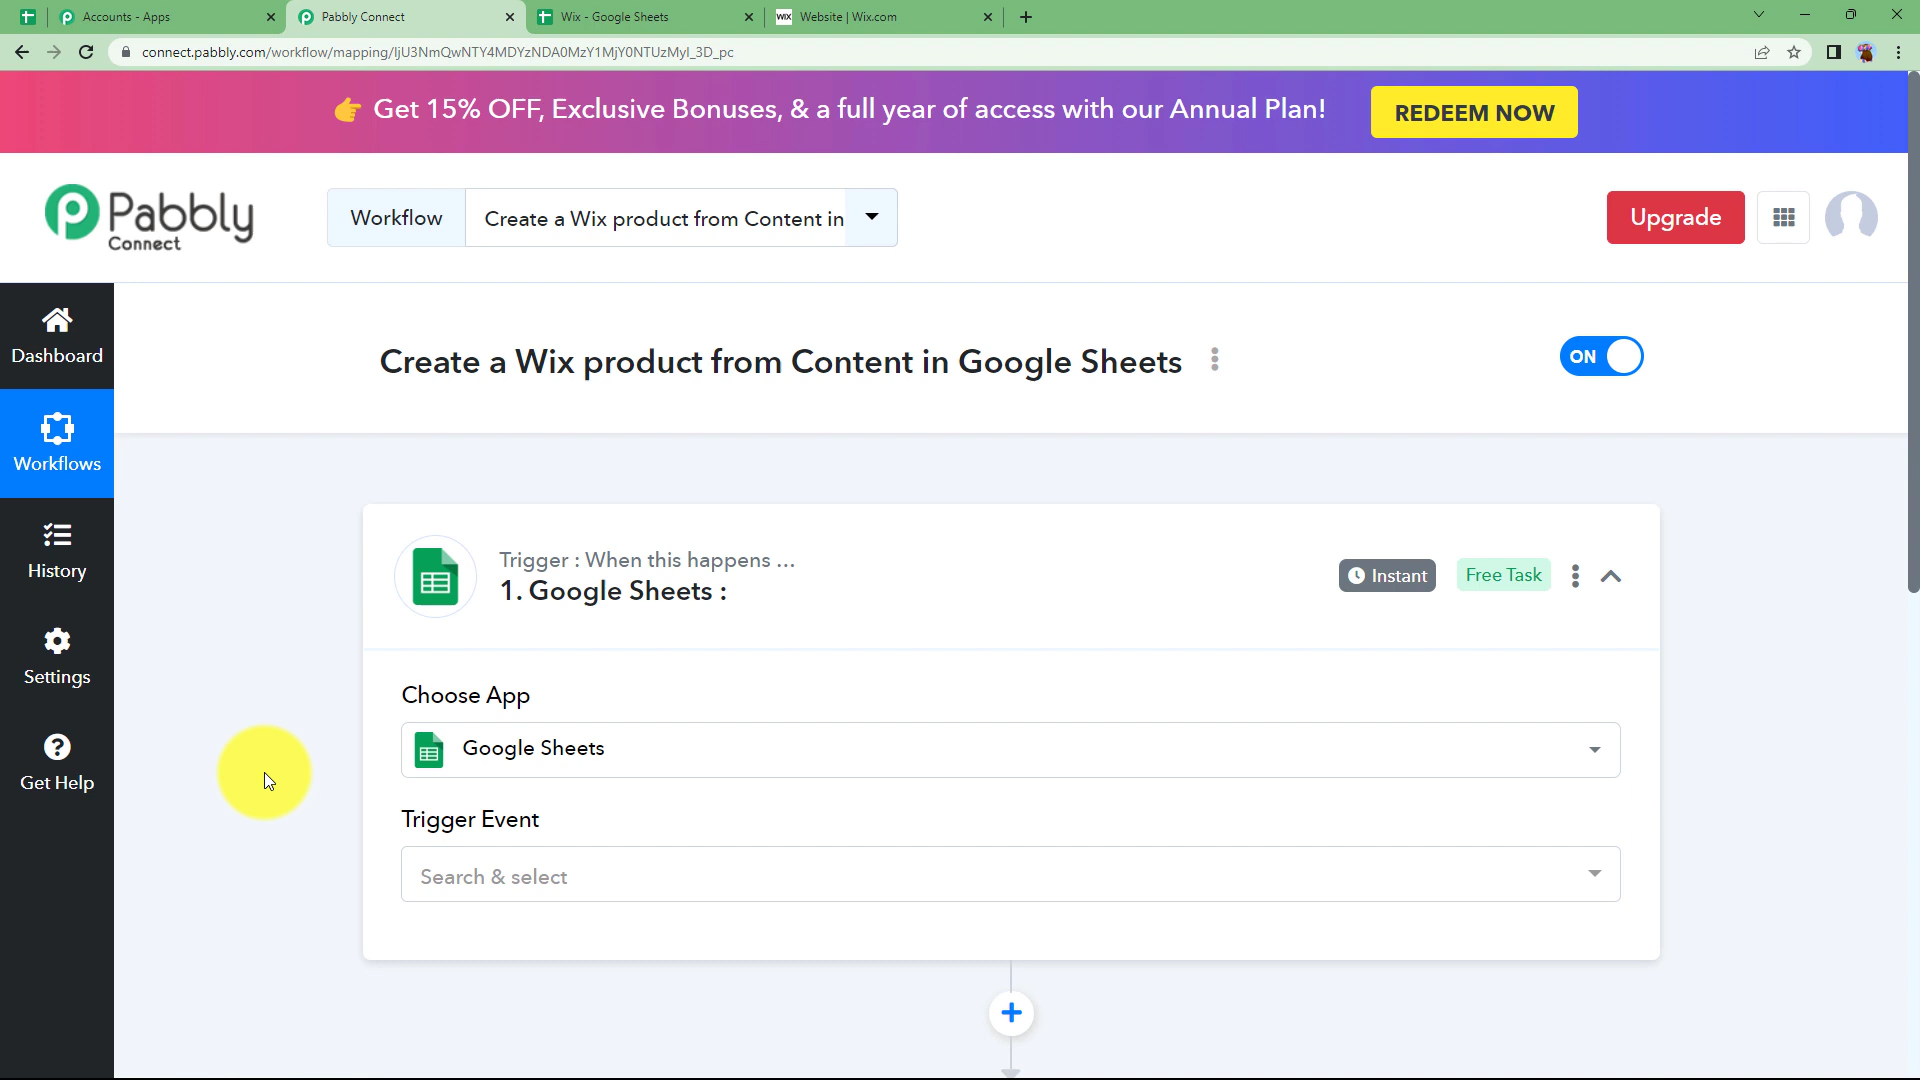 Accounts - Apps
Pabbly Connect
Wix - Google Sheets
WIX Website | Wix.com
connect.pabbly.com/workflow/mapping/IjU3NmQwNTY4MDYzNDA0MzY1MjY0NTUzMyI_3D_pc
Get 15% OFF, Exclusive Bonuses, & a full year of access with our Annual Plan!
REDEEM NOW
Pabbly
Connect
Workflow
Create a Wix product from Content in
Upgrade
Dashboard
Workflows
History
Settings
Get Help
Create a Wix product from Content in Google Sheets
ON
Trigger : When this happens ...
1. Google Sheets :
Instant
Free Task
Choose App
Google Sheets
Trigger Event
Search & select